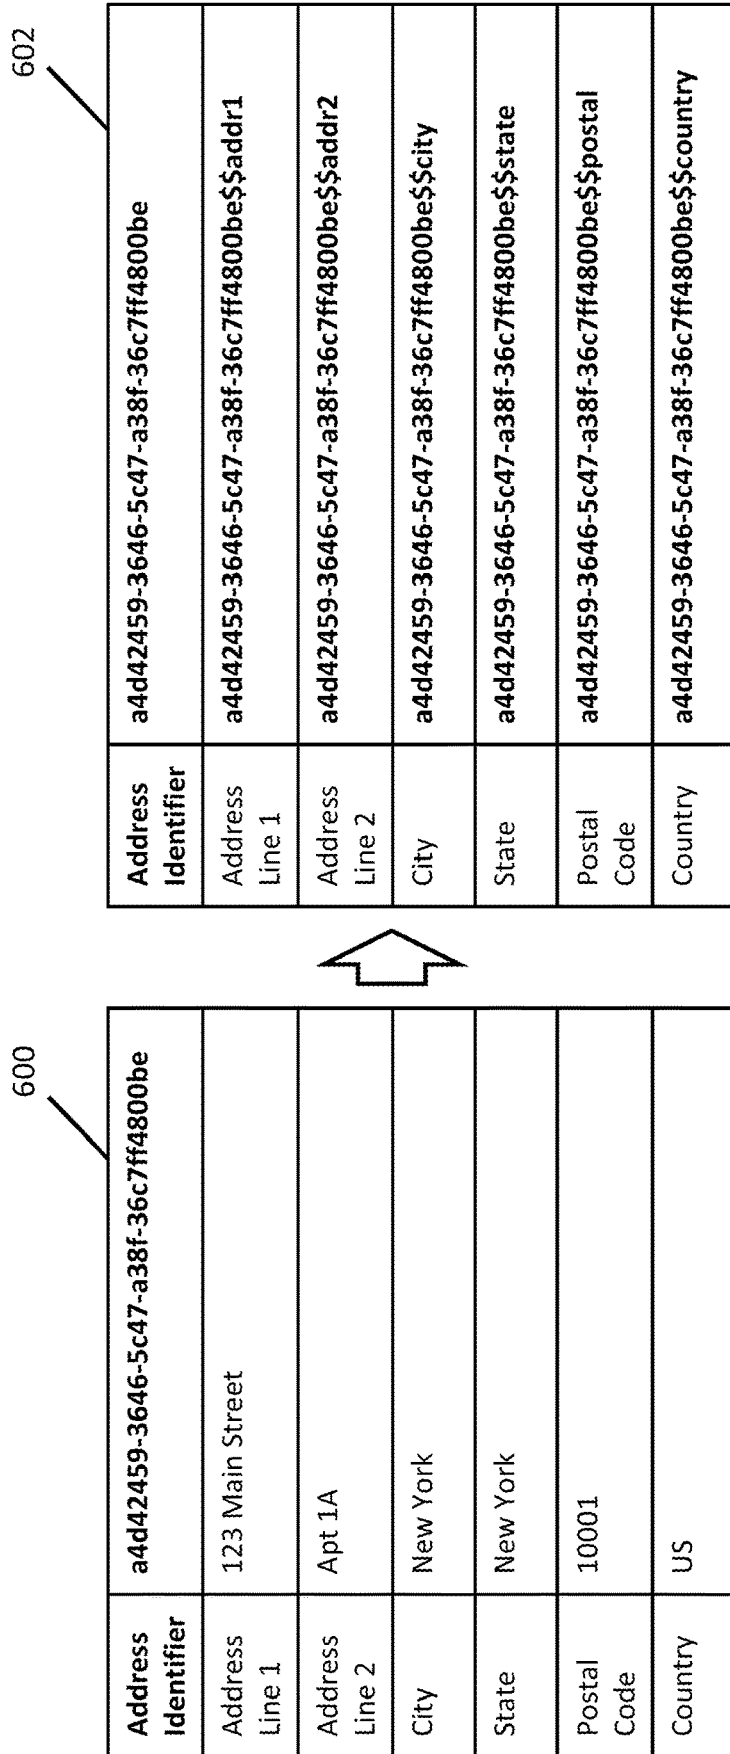 600
Address
Identifier
a4d42459-3646-5c47-a38f-36c7ff4800be
Address
Line 1
123 Main Street
Address
Line 2
Apt 1A
City
New York
State
New York
Postal
Code
10001
Country
US
602
Address
Identifier
a4d42459-3646-5c47-a38f-36c7ff4800be
Address
Line 1
a4d42459-3646-5c47-a38f-36c7ff4800be$$addr1
Address
Line 2
a4d42459-3646-5c47-a38f-36c7ff4800be$$addr2
City
a4d42459-3646-5c47-a38f-36c7ff4800be$$city
State
a4d42459-3646-5c47-a38f-36c7ff4800be$$state
Postal
Code
a4d42459-3646-5c47-a38f-36c7ff4800be$$postal
Country
a4d42459-3646-5c47-a38f-36c7ff4800be$$country